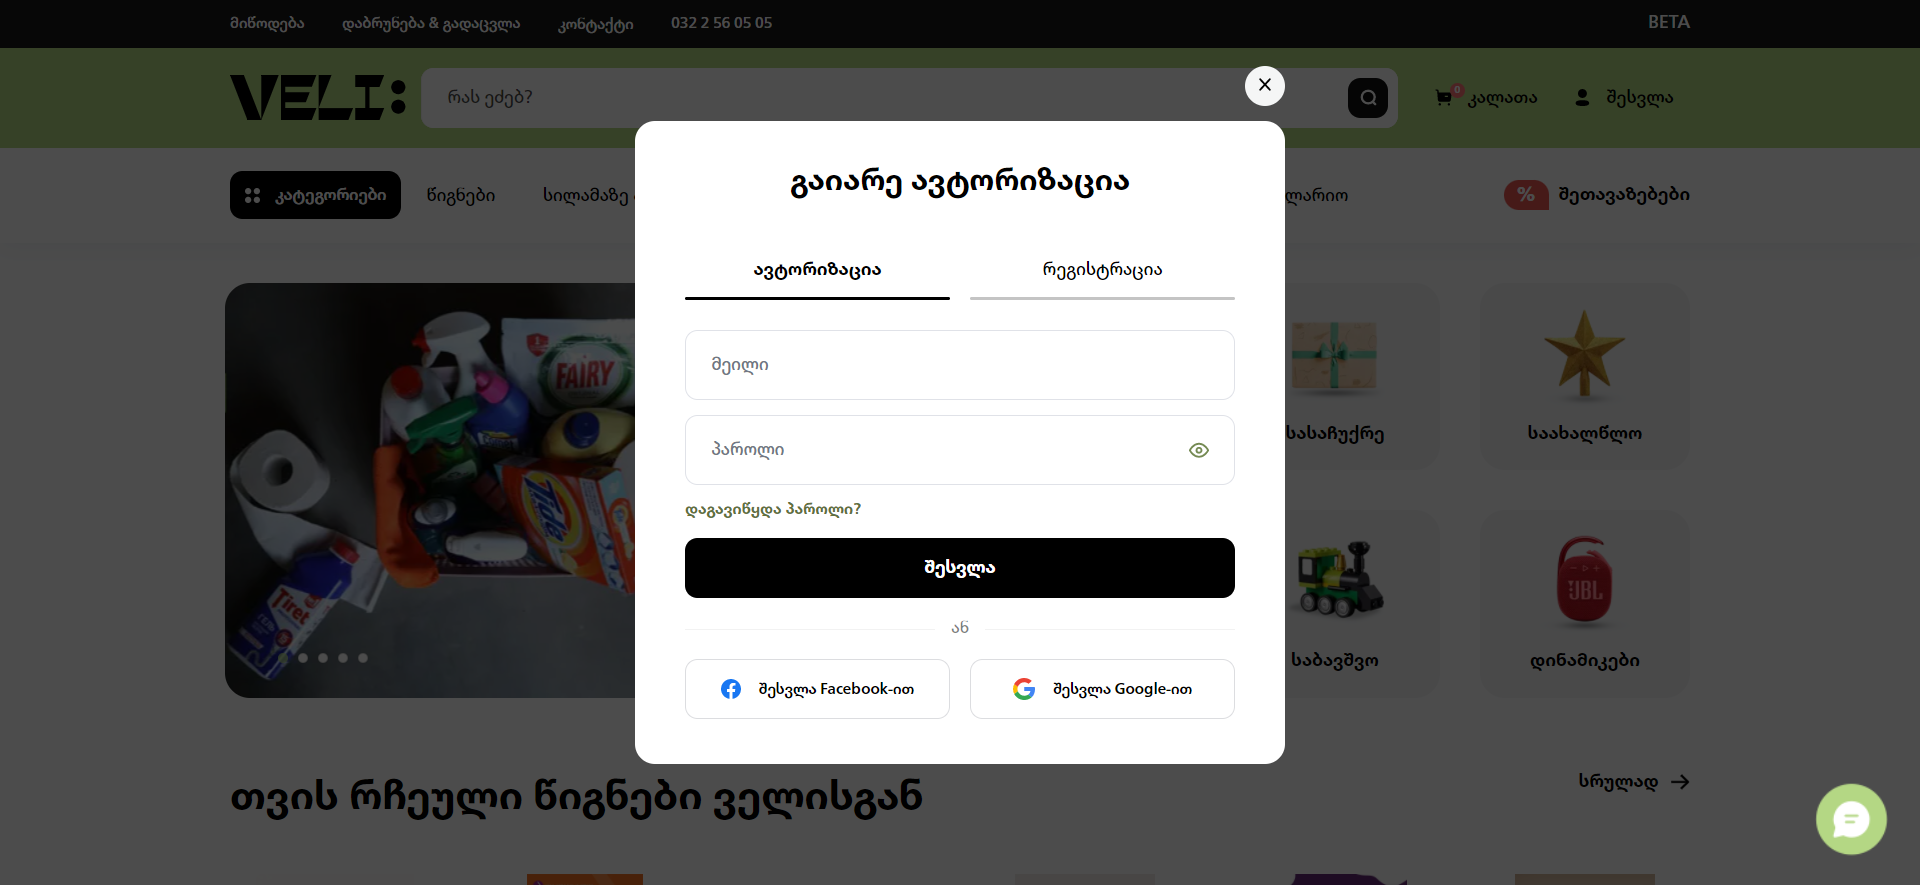 მიწოდება
დაბრუნება & გადაცვლა
კონტაქტი
032 2 56 05 05
BETA
VELI:
რას ეძებ?
0
კალათა
შესვლა
კატეგორიები
წიგნები
სილამაზე
ლარიო
%
შეთავაზებები
გაიარე ავტორიზაცია
ავტორიზაცია
რეგისტრაცია
მეილი
პაროლი
დაგავიწყდა პაროლი?
შესვლა
ან
შესვლა Facebook-ით
შესვლა Google-ით
FAIRY
Tide
Tiret
სასაჩუქრე
საახალწლო
JBL
საბავშვო
დინამიკები
თვის რჩეული წიგნები ველისგან
სრულად